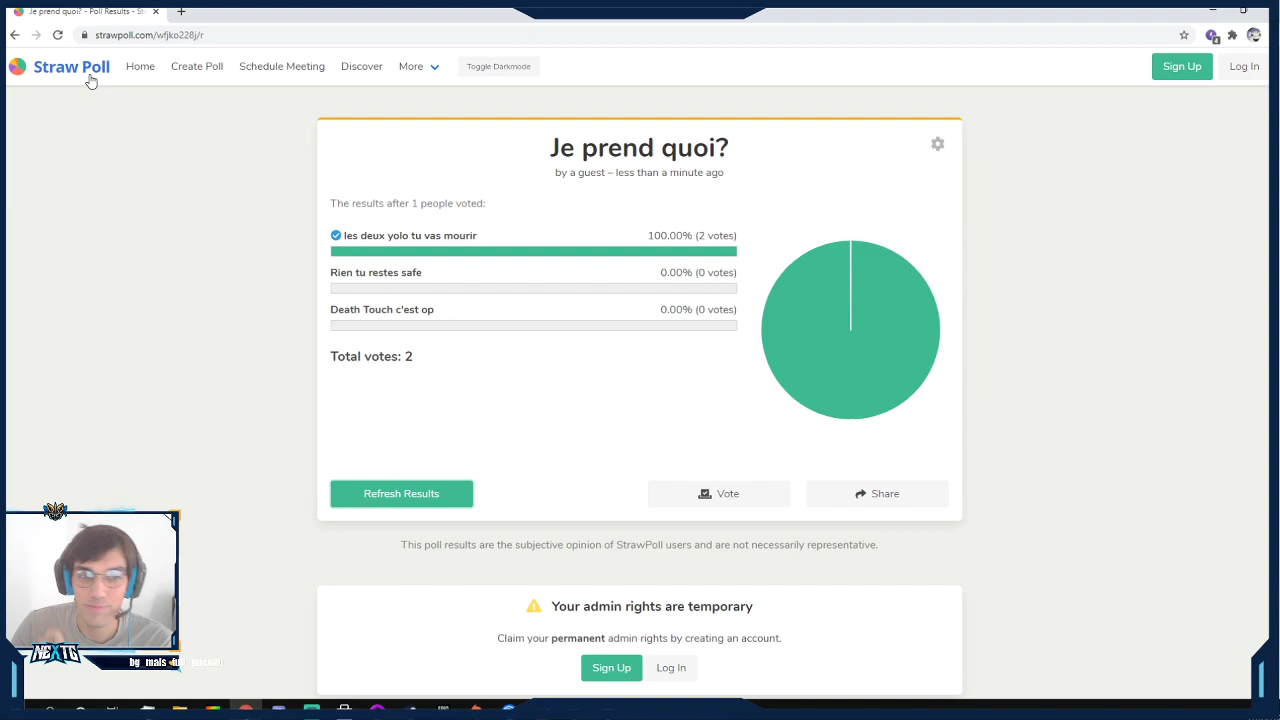 Je prend quoi? - Poll Results - St
strawpoll.com/wfjko228j/r
Straw Poll Home Create Poll Schedule Meeting Discover More Toggle Darkmode Sign Up Log In
Je prend quoi?
by a guest – less than a minute ago
The results after 1 people voted:
les deux yolo tu vas mourir 100.00% (2 votes)
Rien tu restes safe 0.00% (0 votes)
Death Touch c'est op 0.00% (0 votes)
Total votes: 2
Refresh Results Vote Share
This poll results are the subjective opinion of StrawPoll users and are not necessarily representative.
Your admin rights are temporary
Claim your permanent admin rights by creating an account.
Sign Up Log In
NEXTG